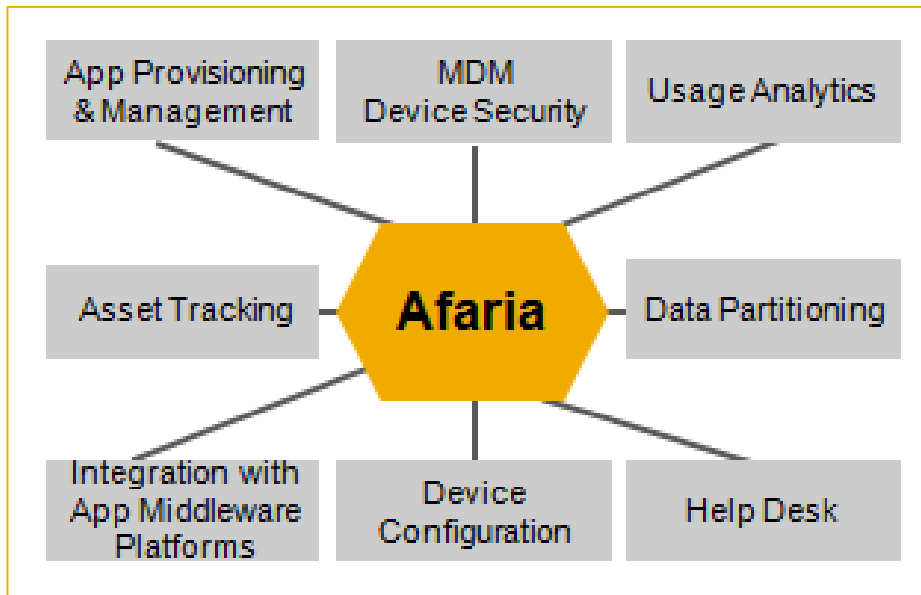 App Provisioning
& Management
MDM
Device Security
Usage Analytics
Asset Tracking
Afaria
Data Partitioning
Integration with
App Middleware
Platforms
Device
Configuration
Help Desk